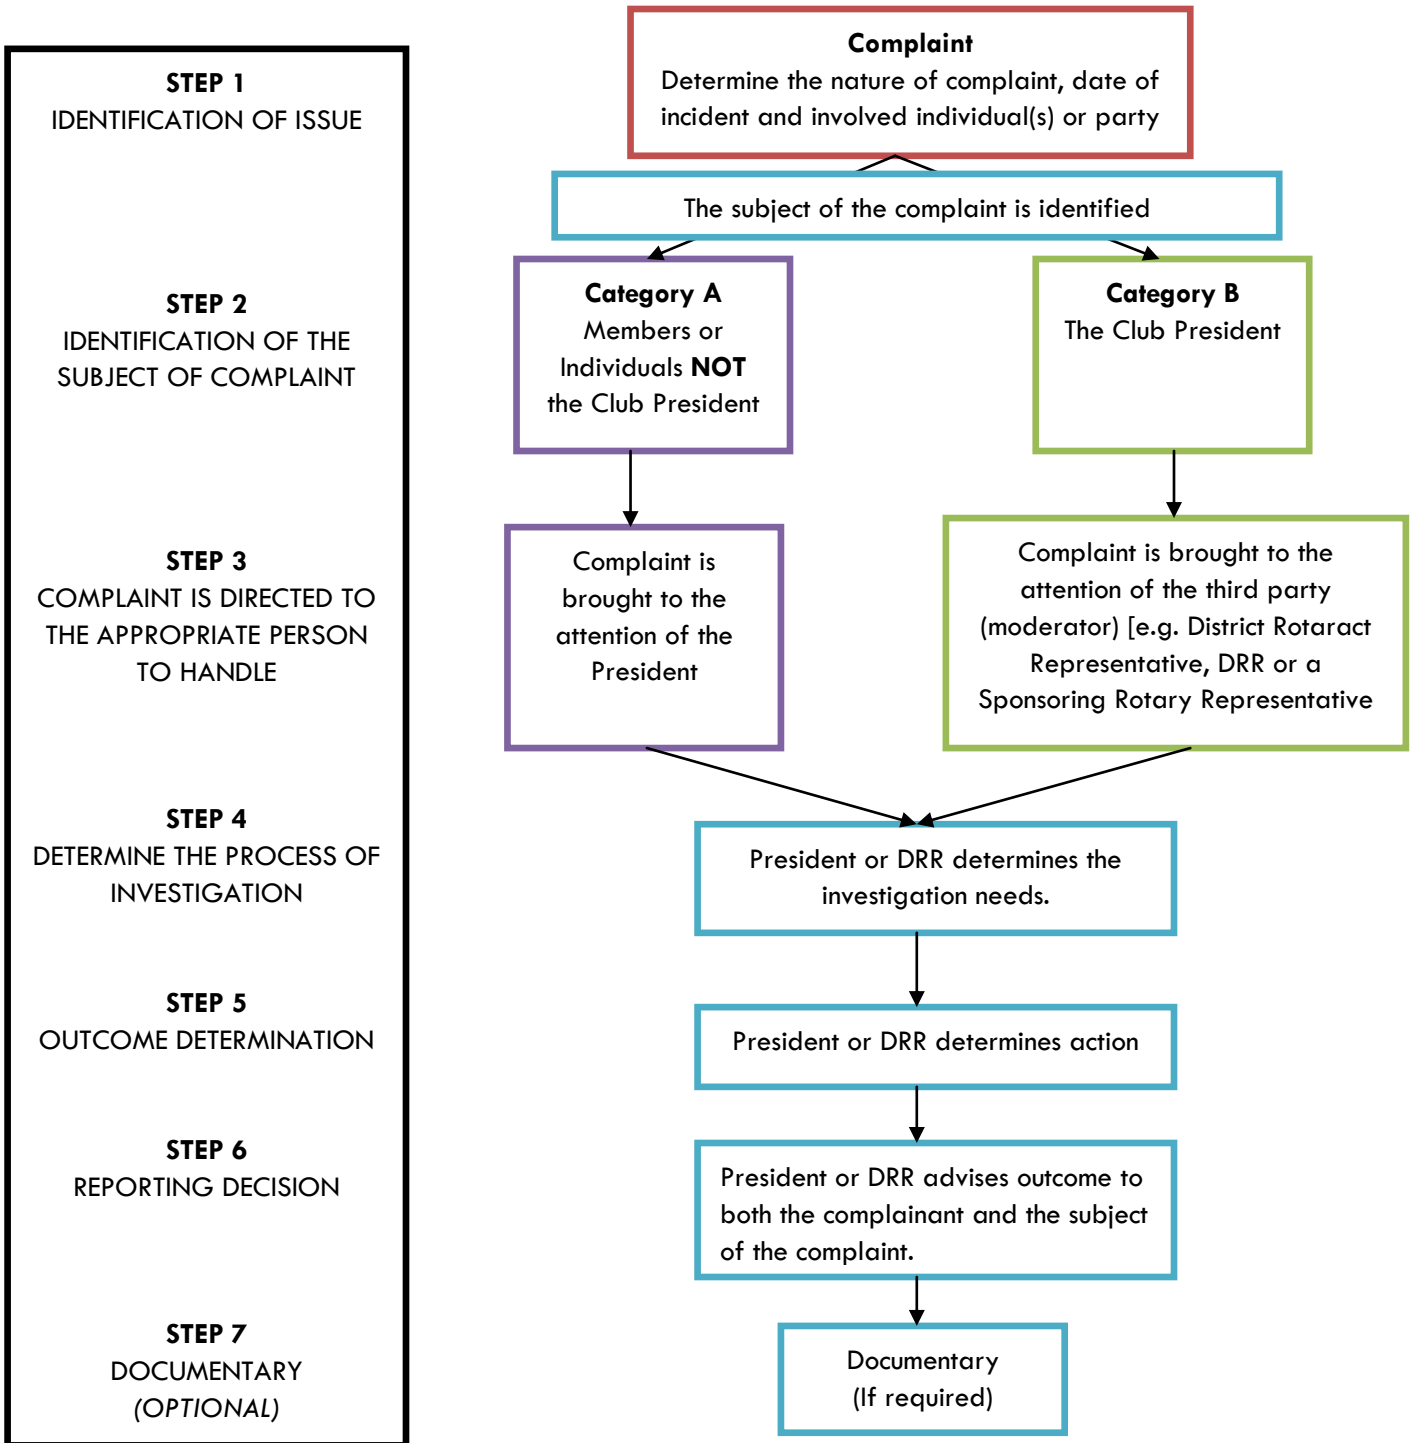 STEP 1
IDENTIFICATION OF ISSUE
STEP 2
IDENTIFICATION OF THE
SUBJECT OF COMPLAINT
STEP 3
COMPLAINT IS DIRECTED TO
THE APPROPRIATE PERSON
TO HANDLE
STEP 4
DETERMINE THE PROCESS OF
INVESTIGATION
STEP 5
OUTCOME DETERMINATION
STEP 6
REPORTING DECISION
STEP 7
DOCUMENTARY
(OPTIONAL)
Complaint
Determine the nature of complaint, date of
incident and involved individual(s) or party
The subject of the complaint is identified
Category A
Members or
Individuals NOT
the Club President
Category B
The Club President
Complaint is
brought to the
attention of the
President
Complaint is brought to the
attention of the third party
(moderator) [e.g. District Rotaract
Representative, DRR or a
Sponsoring Rotary Representative
President or DRR determines the
investigation needs.
President or DRR determines action
President or DRR advises outcome to
both the complainant and the subject
of the complaint.
Documentary
(If required)